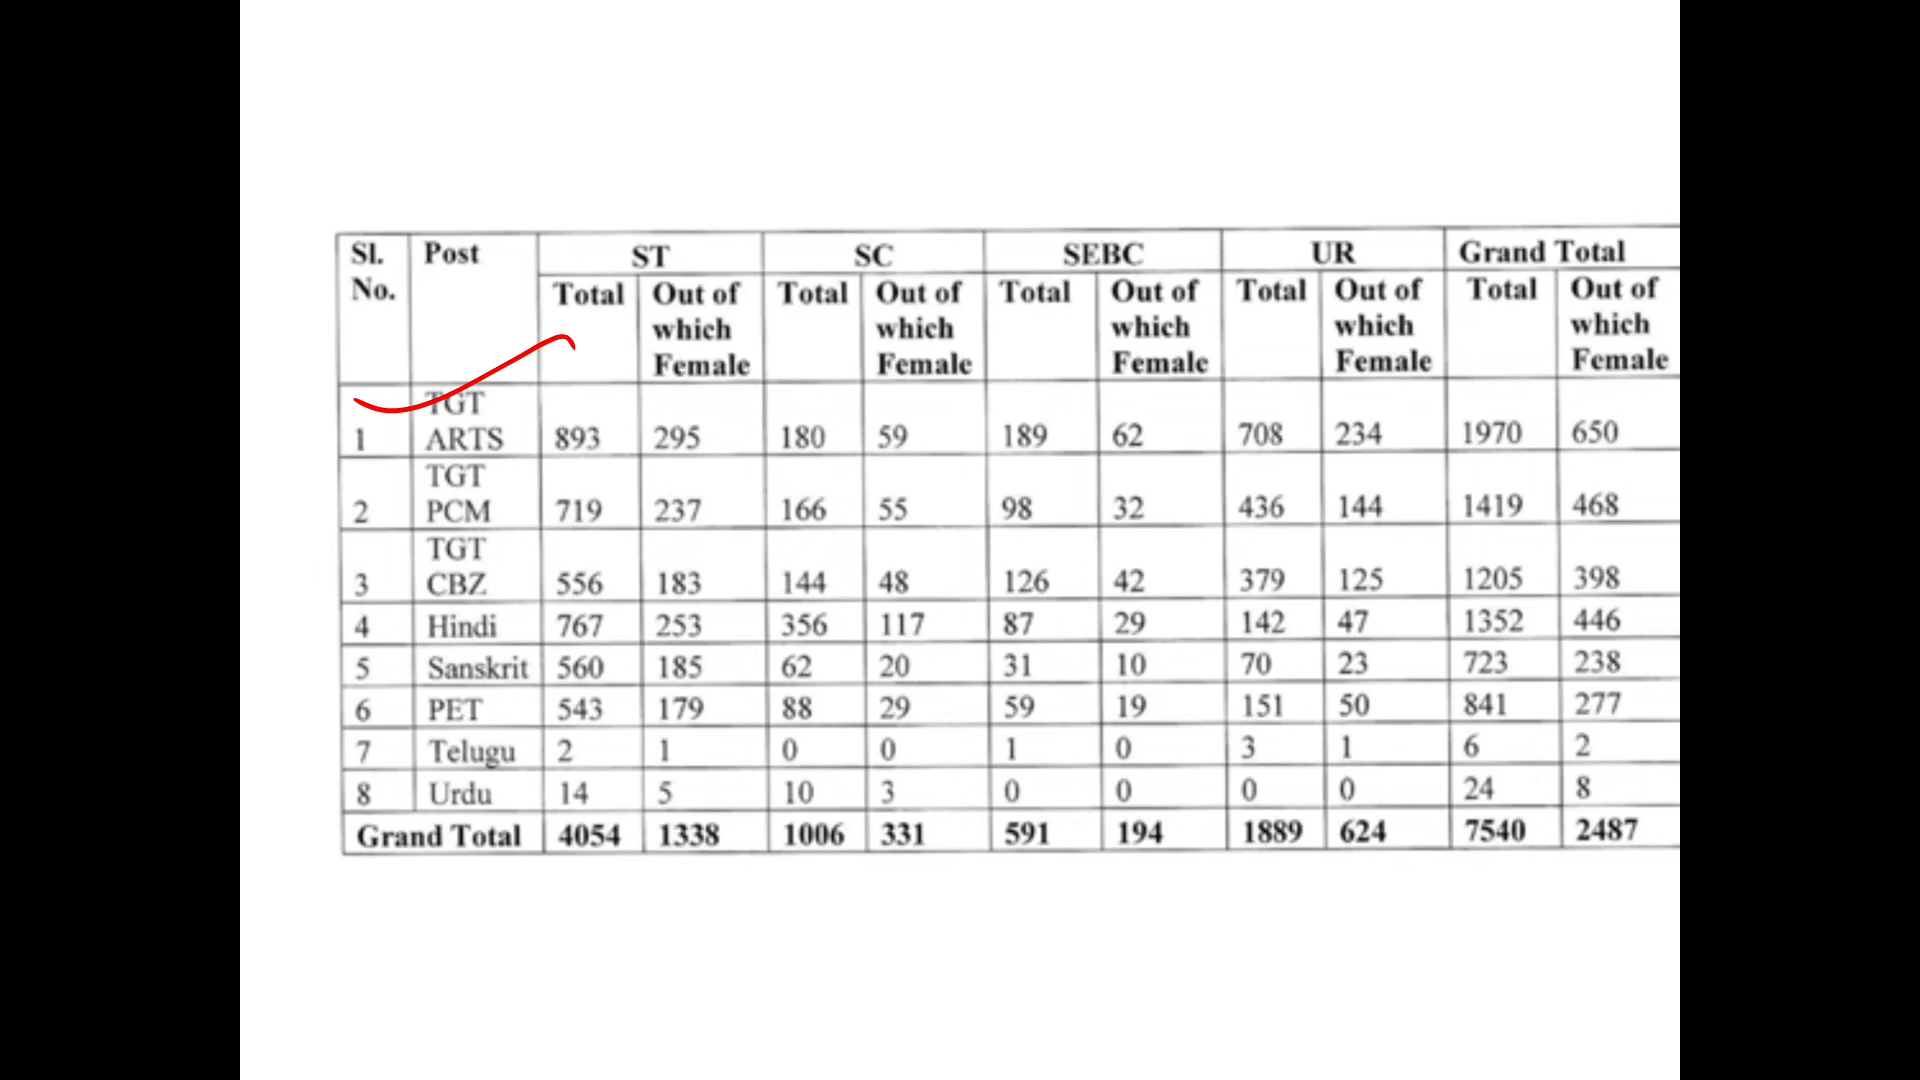 Sl. No. Post ST SC SEBC UR Grand Total
Total Out of which Female Total Out of which Female Total Out of which Female Total Out of which Female Total Out of which Female
1 TGT ARTS 893 295 180 59 189 62 708 234 1970 650
2 TGT PCM 719 237 166 55 98 32 436 144 1419 468
3 TGT CBZ 556 183 144 48 126 42 379 125 1205 398
4 Hindi 767 253 356 117 87 29 142 47 1352 446
5 Sanskrit 560 185 62 20 31 10 70 23 723 238
6 PET 543 179 88 29 59 19 151 50 841 277
7 Telugu 2 1 0 0 1 0 3 1 6 2
8 Urdu 14 5 10 3 0 0 0 0 24 8
Grand Total 4054 1338 1006 331 591 194 1889 624 7540 2487